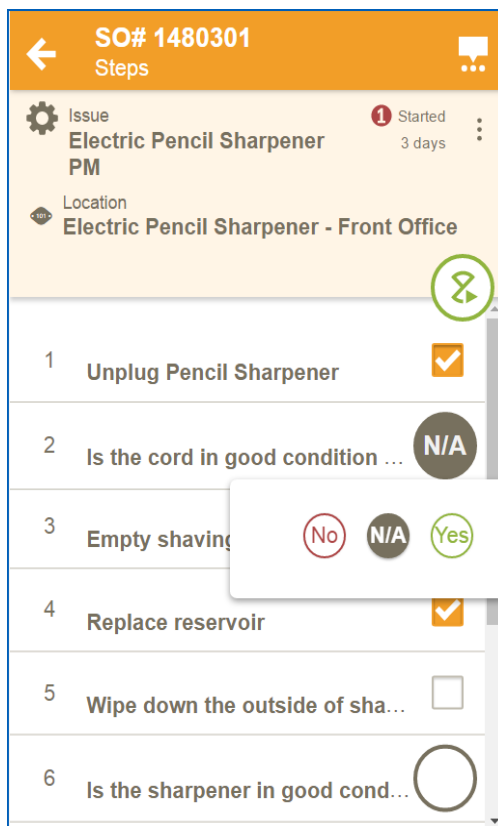 SO# 1480301
Steps
Issue
Electric Pencil Sharpener
PM
1 Started
3 days
101
Location
Electric Pencil Sharpener - Front Office
1 Unplug Pencil Sharpener
2 Is the cord in good condition ... N/A
No N/A Yes
3 Empty shaving
4 Replace reservoir
5 Wipe down the outside of sha...
6 Is the sharpener in good cond...